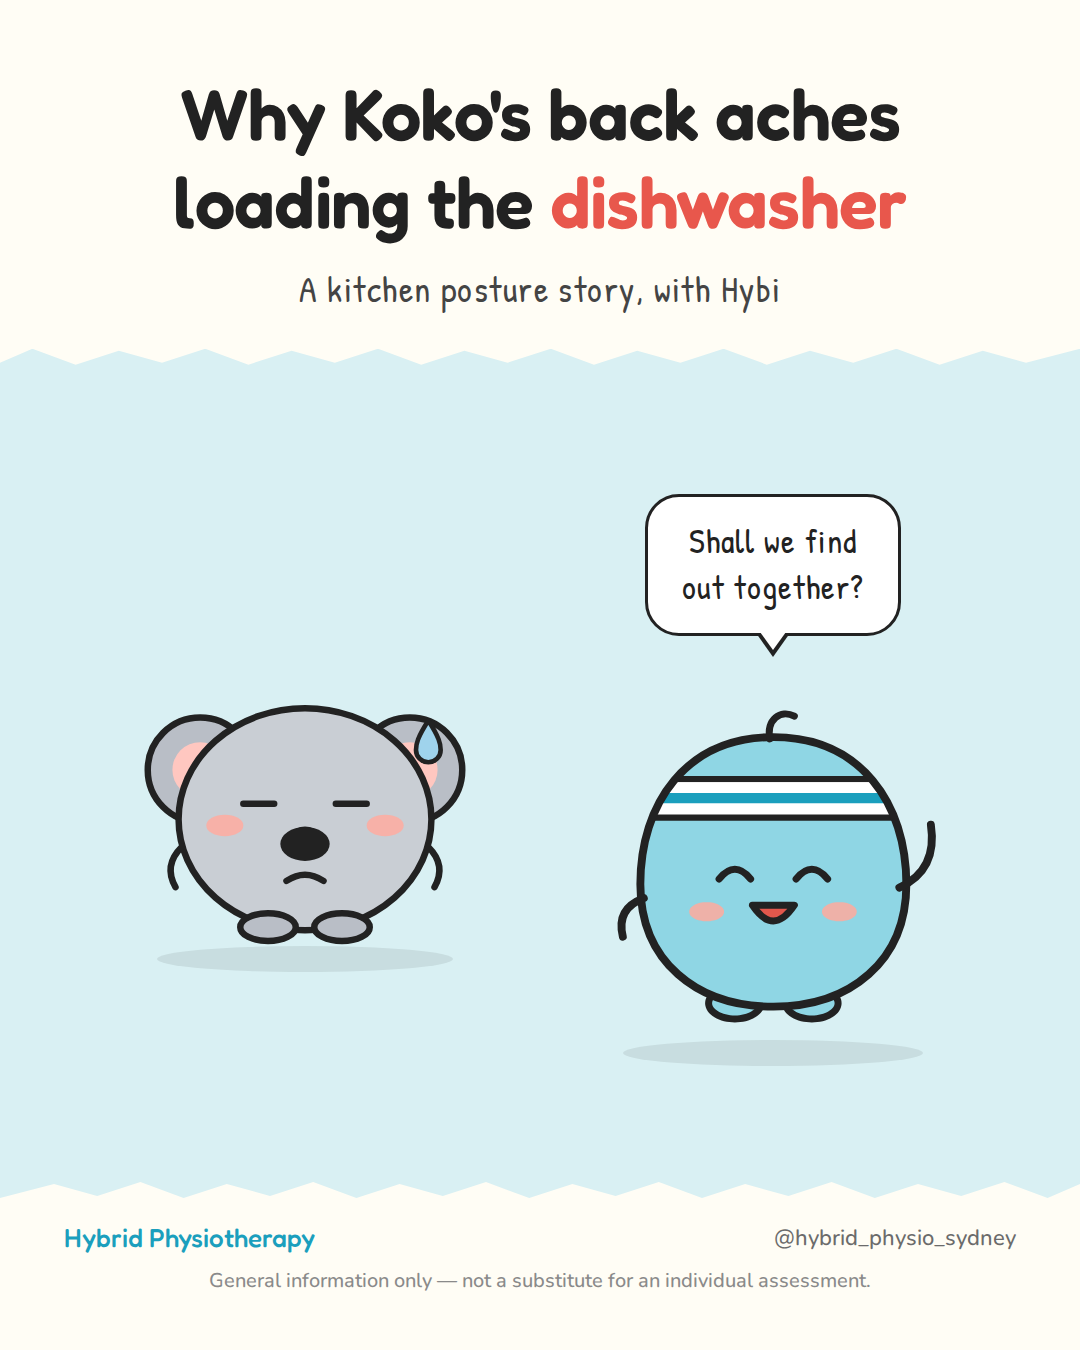 Why Koko's back aches
loading the dishwasher
A kitchen posture story, with Hybi
Shall we find
out together?
Hybrid Physiotherapy
@hybrid_physio_sydney
General information only — not a substitute for an individual assessment.